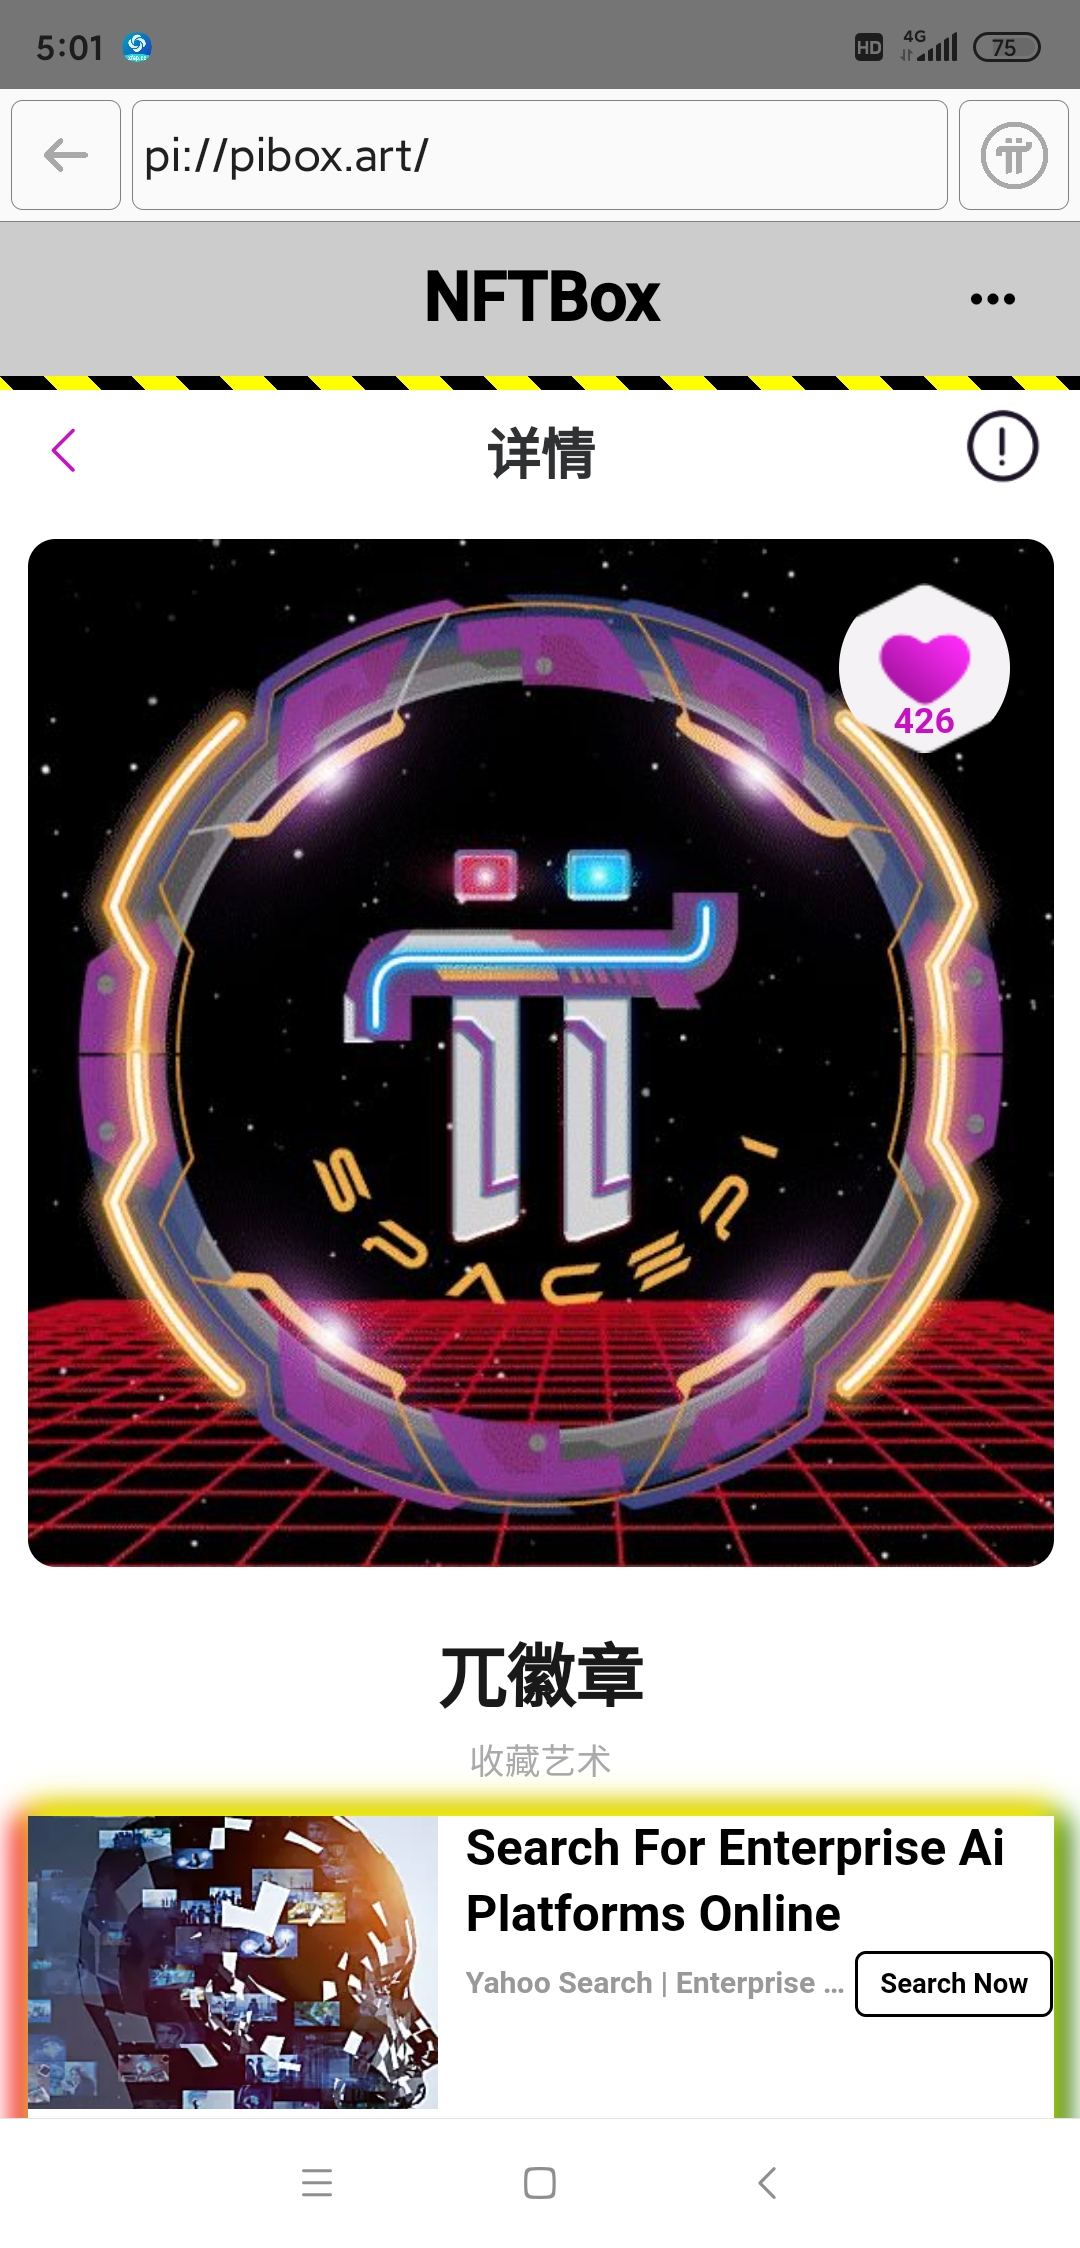 5:01
HD 4G 75
pi://pibox.art/
NFTBox
详情
426
SPACEPI
兀徽章
收藏艺术
Search For Enterprise Ai
Platforms Online
Yahoo Search | Enterprise ...
Search Now